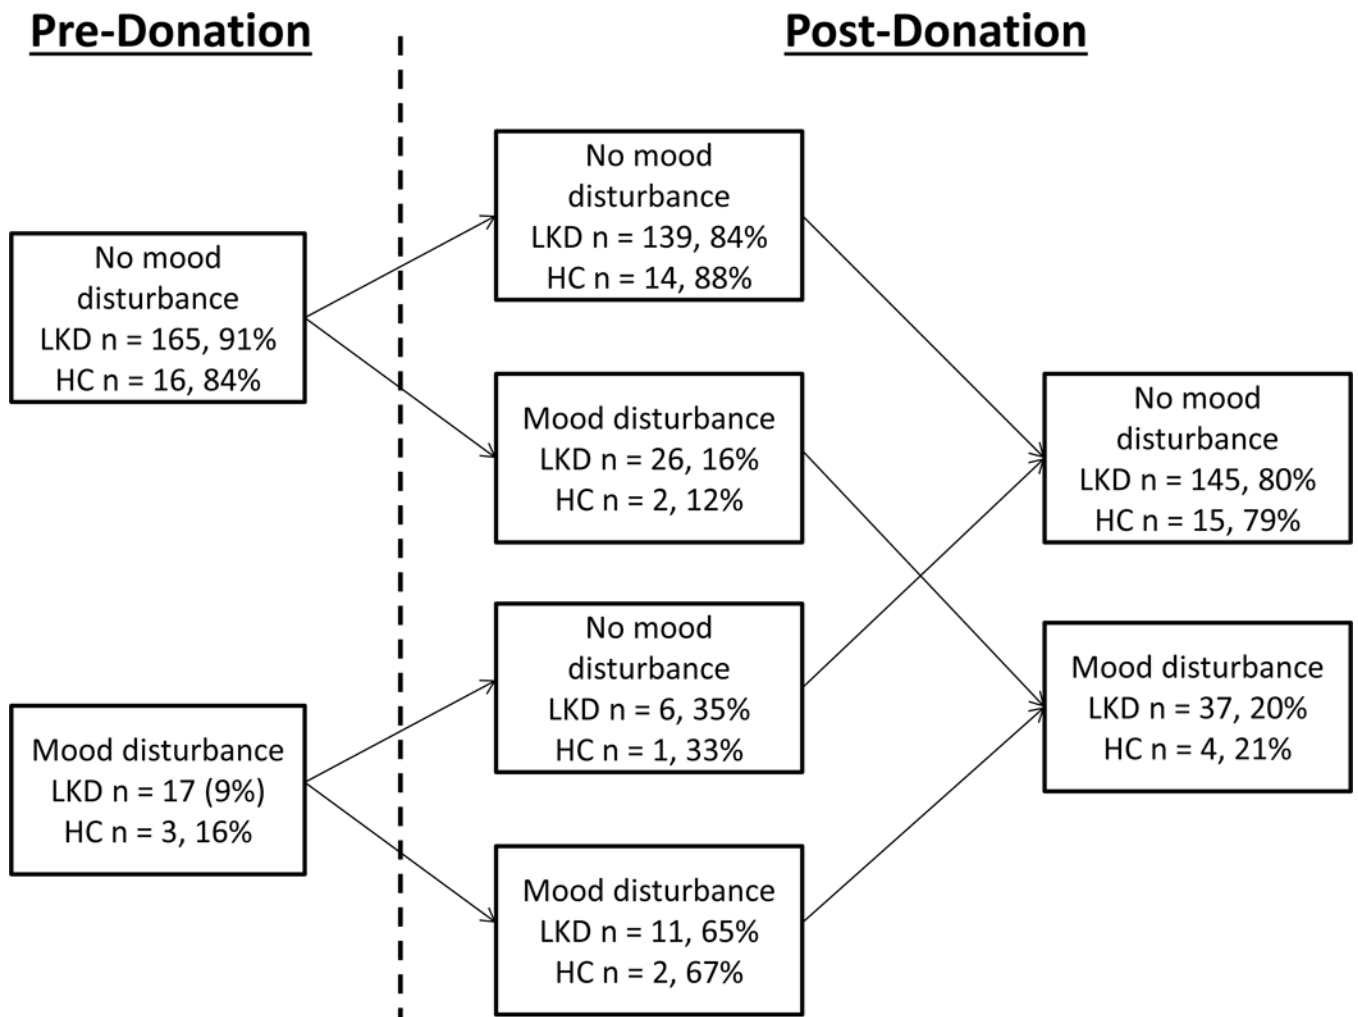 Pre-Donation
Post-Donation
No mood
disturbance
LKD n = 165, 91%
HC n = 16, 84%
Mood disturbance
LKD n = 17 (9%)
HC n = 3, 16%
No mood
disturbance
LKD n = 139, 84%
HC n = 14, 88%
Mood disturbance
LKD n = 26, 16%
HC n = 2, 12%
No mood
disturbance
LKD n = 6, 35%
HC n = 1, 33%
Mood disturbance
LKD n = 11, 65%
HC n = 2, 67%
No mood
disturbance
LKD n = 145, 80%
HC n = 15, 79%
Mood disturbance
LKD n = 37, 20%
HC n = 4, 21%